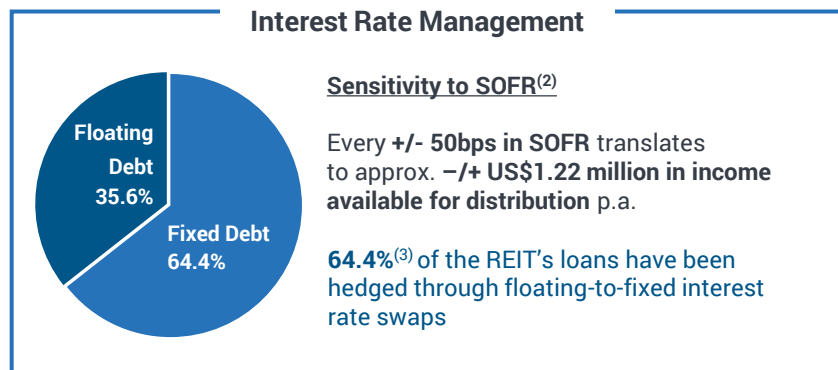 Interest Rate Management
Floating
Debt
35.6%
Fixed Debt
64.4%
Sensitivity to SOFR(2)
Every +/- 50bps in SOFR translates
to approx. –/+ US$1.22 million in income
available for distribution p.a.
64.4%(3) of the REIT’s loans have been
hedged through floating-to-fixed interest
rate swaps